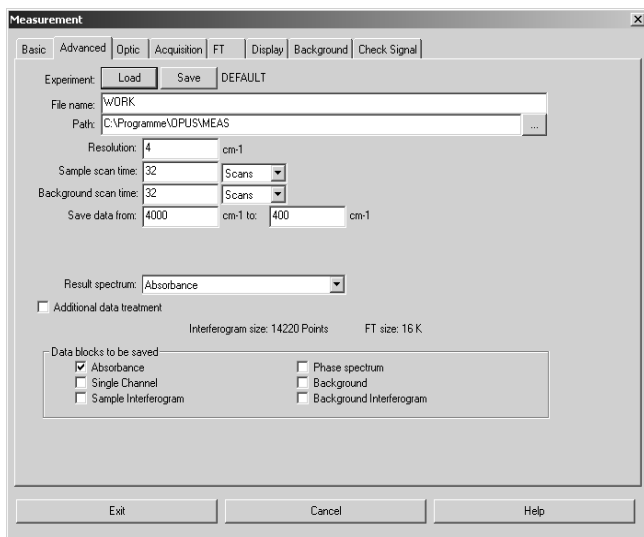 Measurement
Basic Advanced Optic Acquisition FT Display Background Check Signal
Experiment: Load Save DEFAULT
File name: WORK
Path: C:\Programme\OPUS\MEAS ...
Resolution: 4 cm-1
Sample scan time: 32 Scans
Background scan time: 32 Scans
Save data from: 4000 cm-1 to: 400 cm-1
Result spectrum: Absorbance
Additional data treatment
Interferogram size: 14220 Points FT size: 16 K
Data blocks to be saved
Absorbance Phase spectrum
Single Channel Background
Sample Interferogram Background Interferogram
Exit Cancel Help